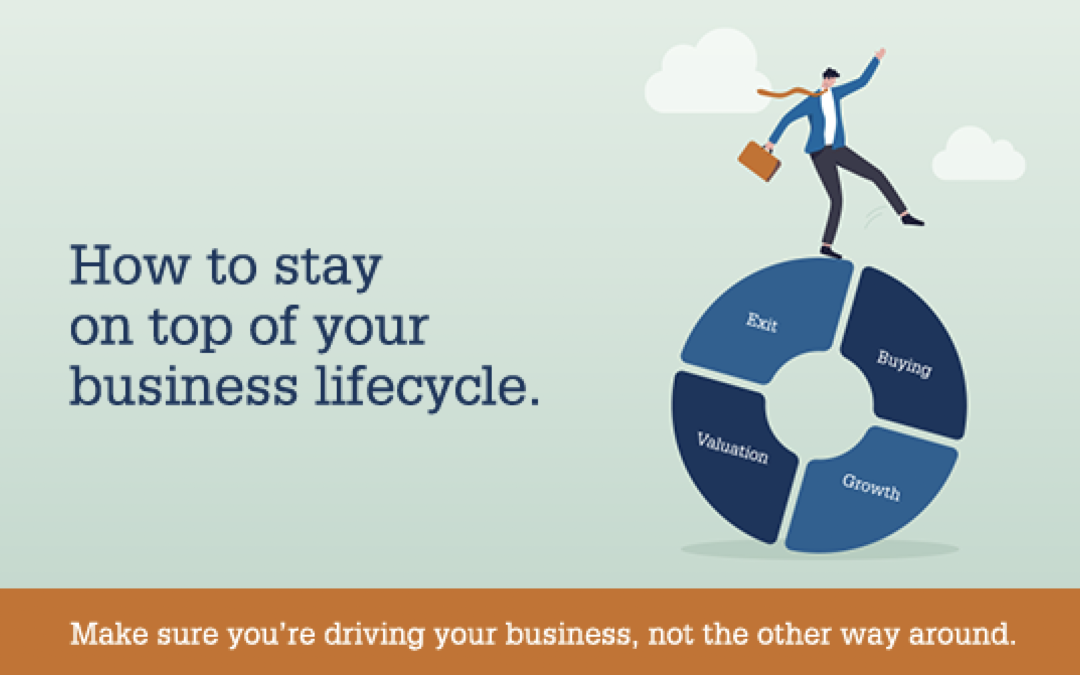 How to stay
on top of your
business lifecycle.
Exit
Buying
Valuation
Growth
Make sure you’re driving your business, not the other way around.